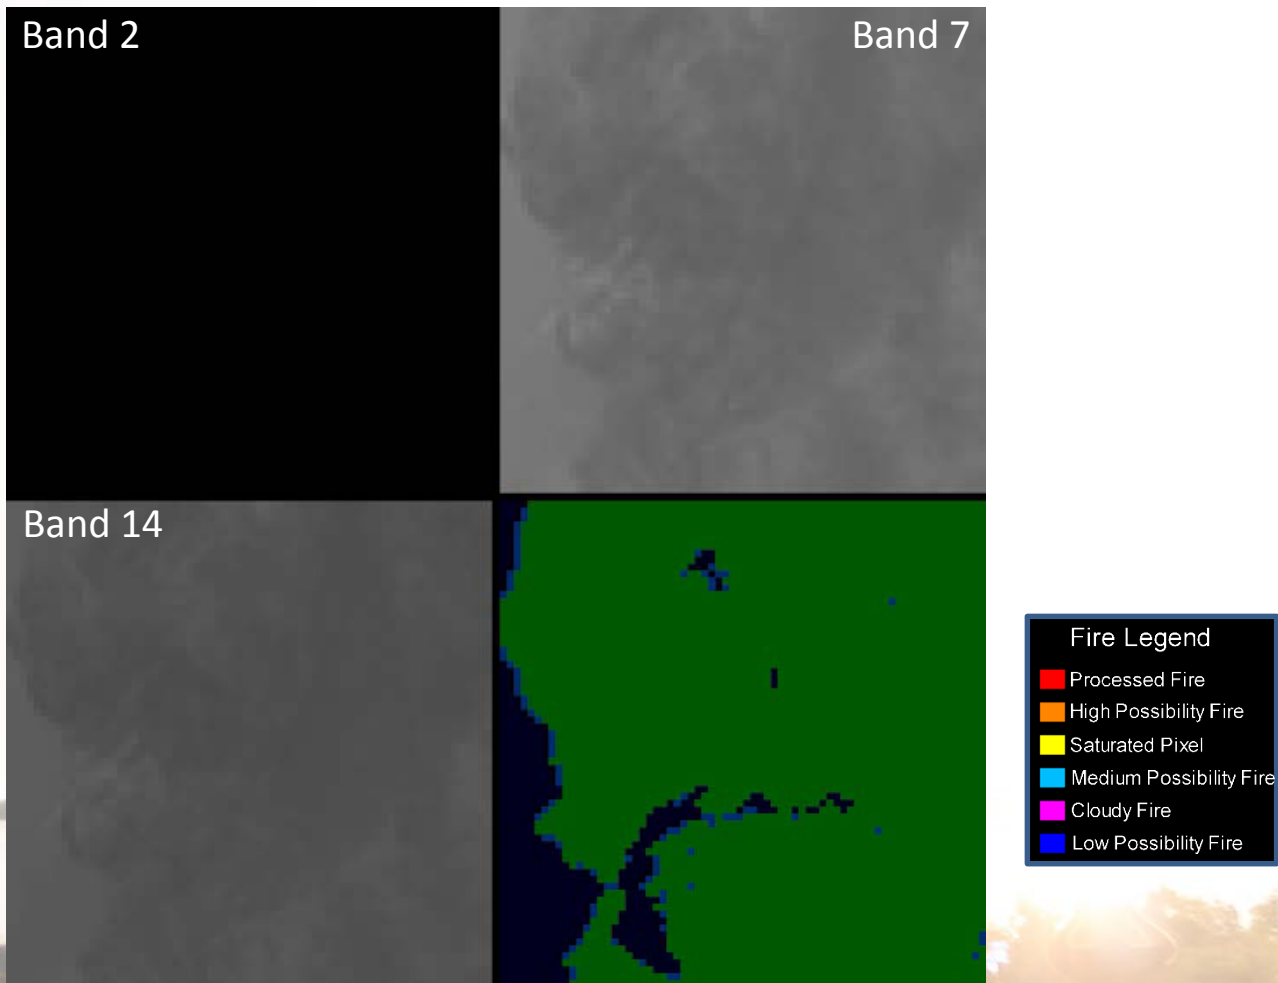 Band 2
Band 7
Band 14
Fire Legend
Processed Fire
High Possibility Fire
Saturated Pixel
Medium Possibility Fire
Cloudy Fire
Low Possibility Fire